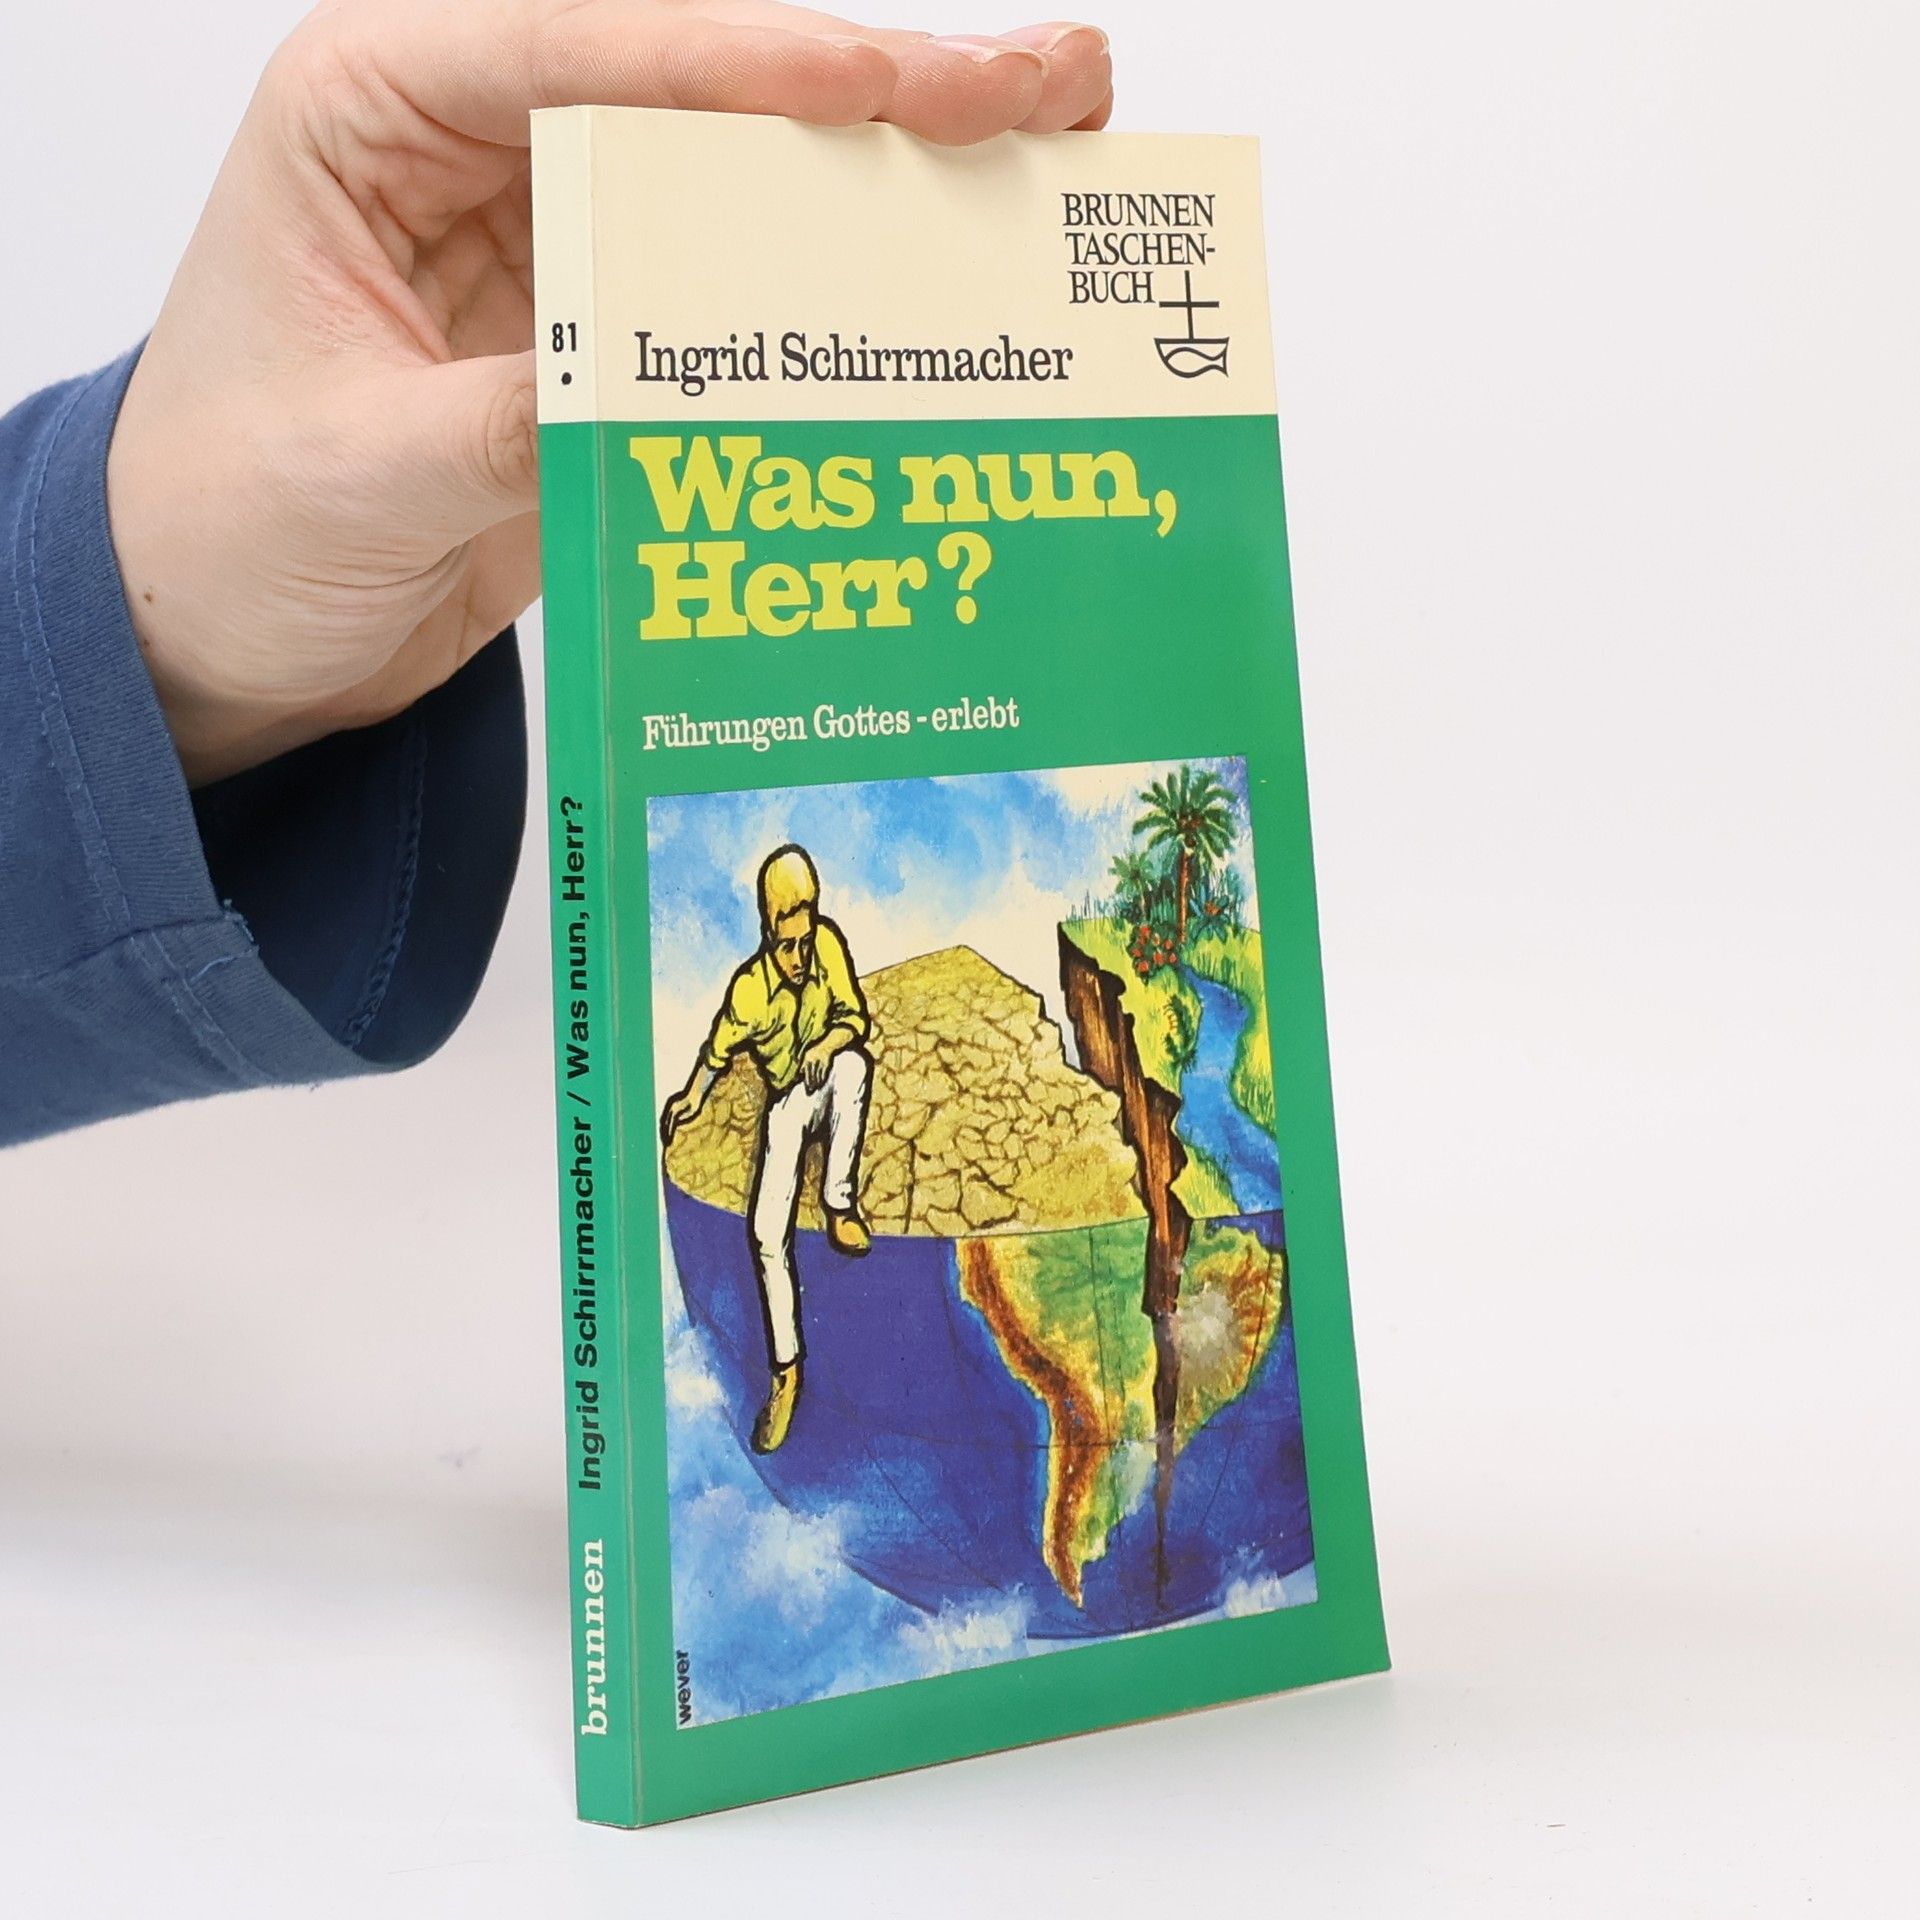 BRUNNEN
TASCHEN-
BUCH
81
Ingrid Schirrmacher
Was nun,
Herr?
Führungen Gottes - erlebt
wever
brunnen Ingrid Schirrmacher / Was nun, Herr?